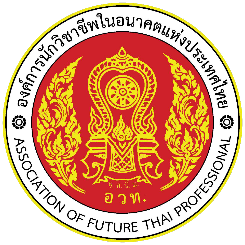 องค์การนักวิชาชีพในอนาคตแห่งประเทศไทย
อวท.
ASSOCIATION OF FUTURE THAI PROFESSIONAL